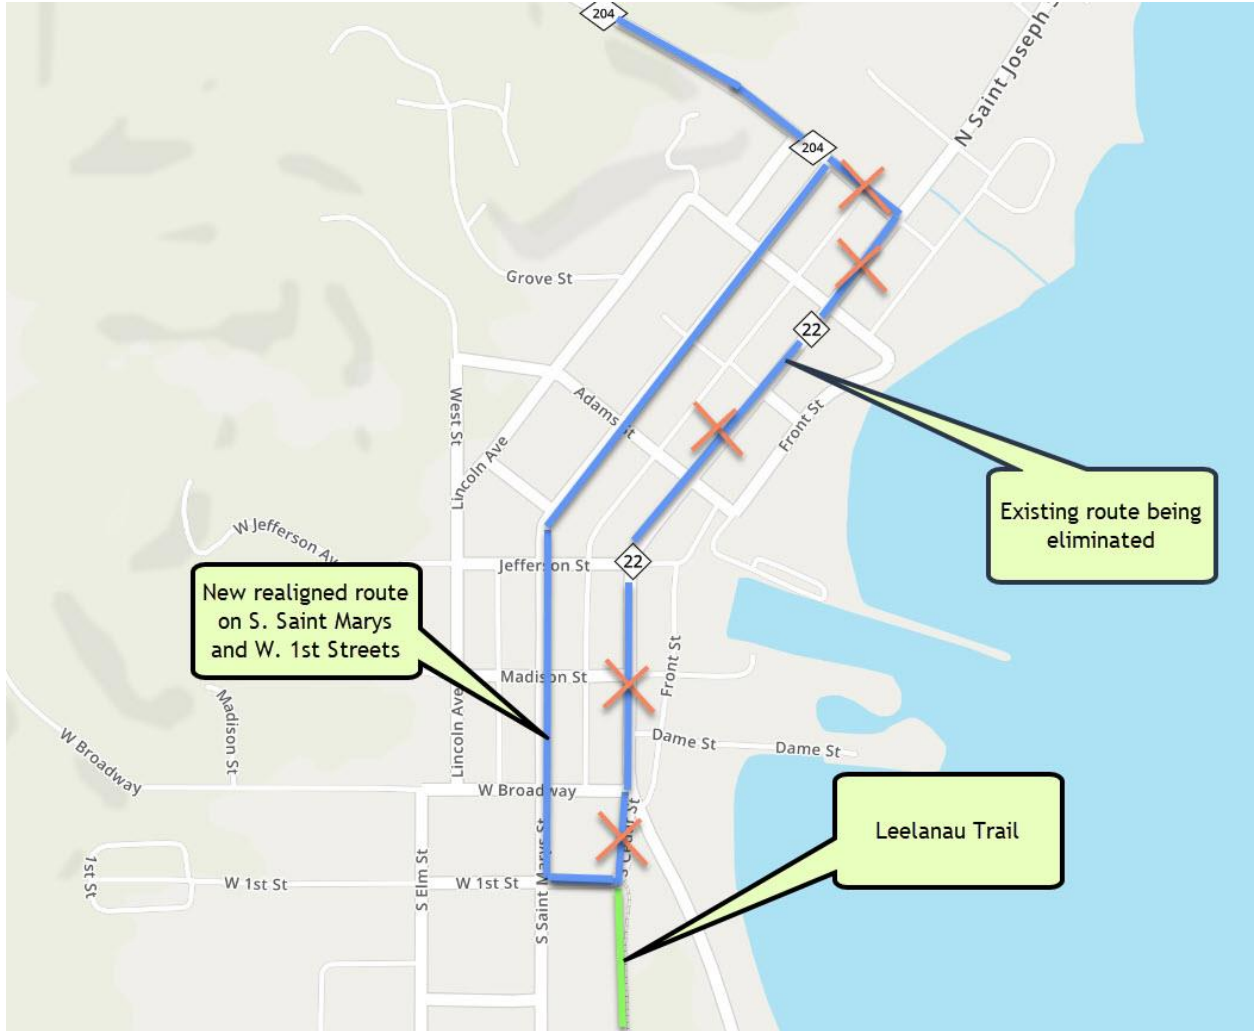 204
N Saint Joseph
204
Grove St
22
West St
Adams St
Front St
Lincoln Ave
Existing route being
eliminated
W Jefferson Av
Jefferson St
22
New realigned route
on S. Saint Marys
and W. 1st Streets
Madison St
Front St
Lincoln Ave
Madison St
W Broadway
Dame St
Dame St
W Broadway
S Cedar St
Leelanau Trail
1st St
W 1st St
S Elm St
W 1st St
S Saint Marys St